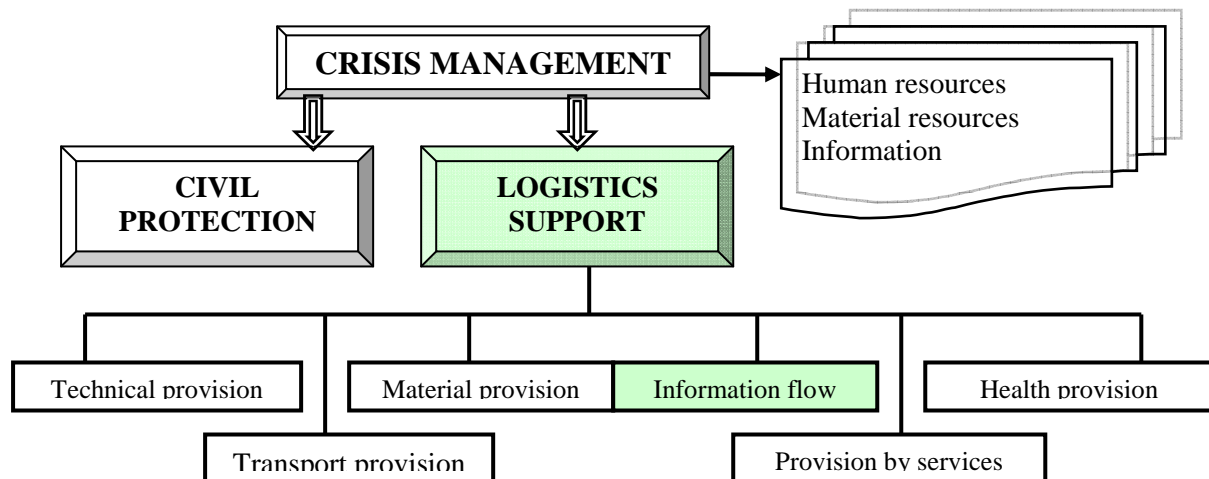 CRISIS MANAGEMENT
Human resources
Material resources
Information
CIVIL
PROTECTION
LOGISTICS
SUPPORT
Technical provision
Material provision
Information flow
Health provision
Transport provision
Provision by services